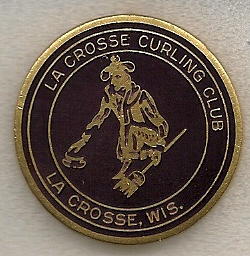 LA CROSSE CURLING CLUB
LA CROSSE, WIS.